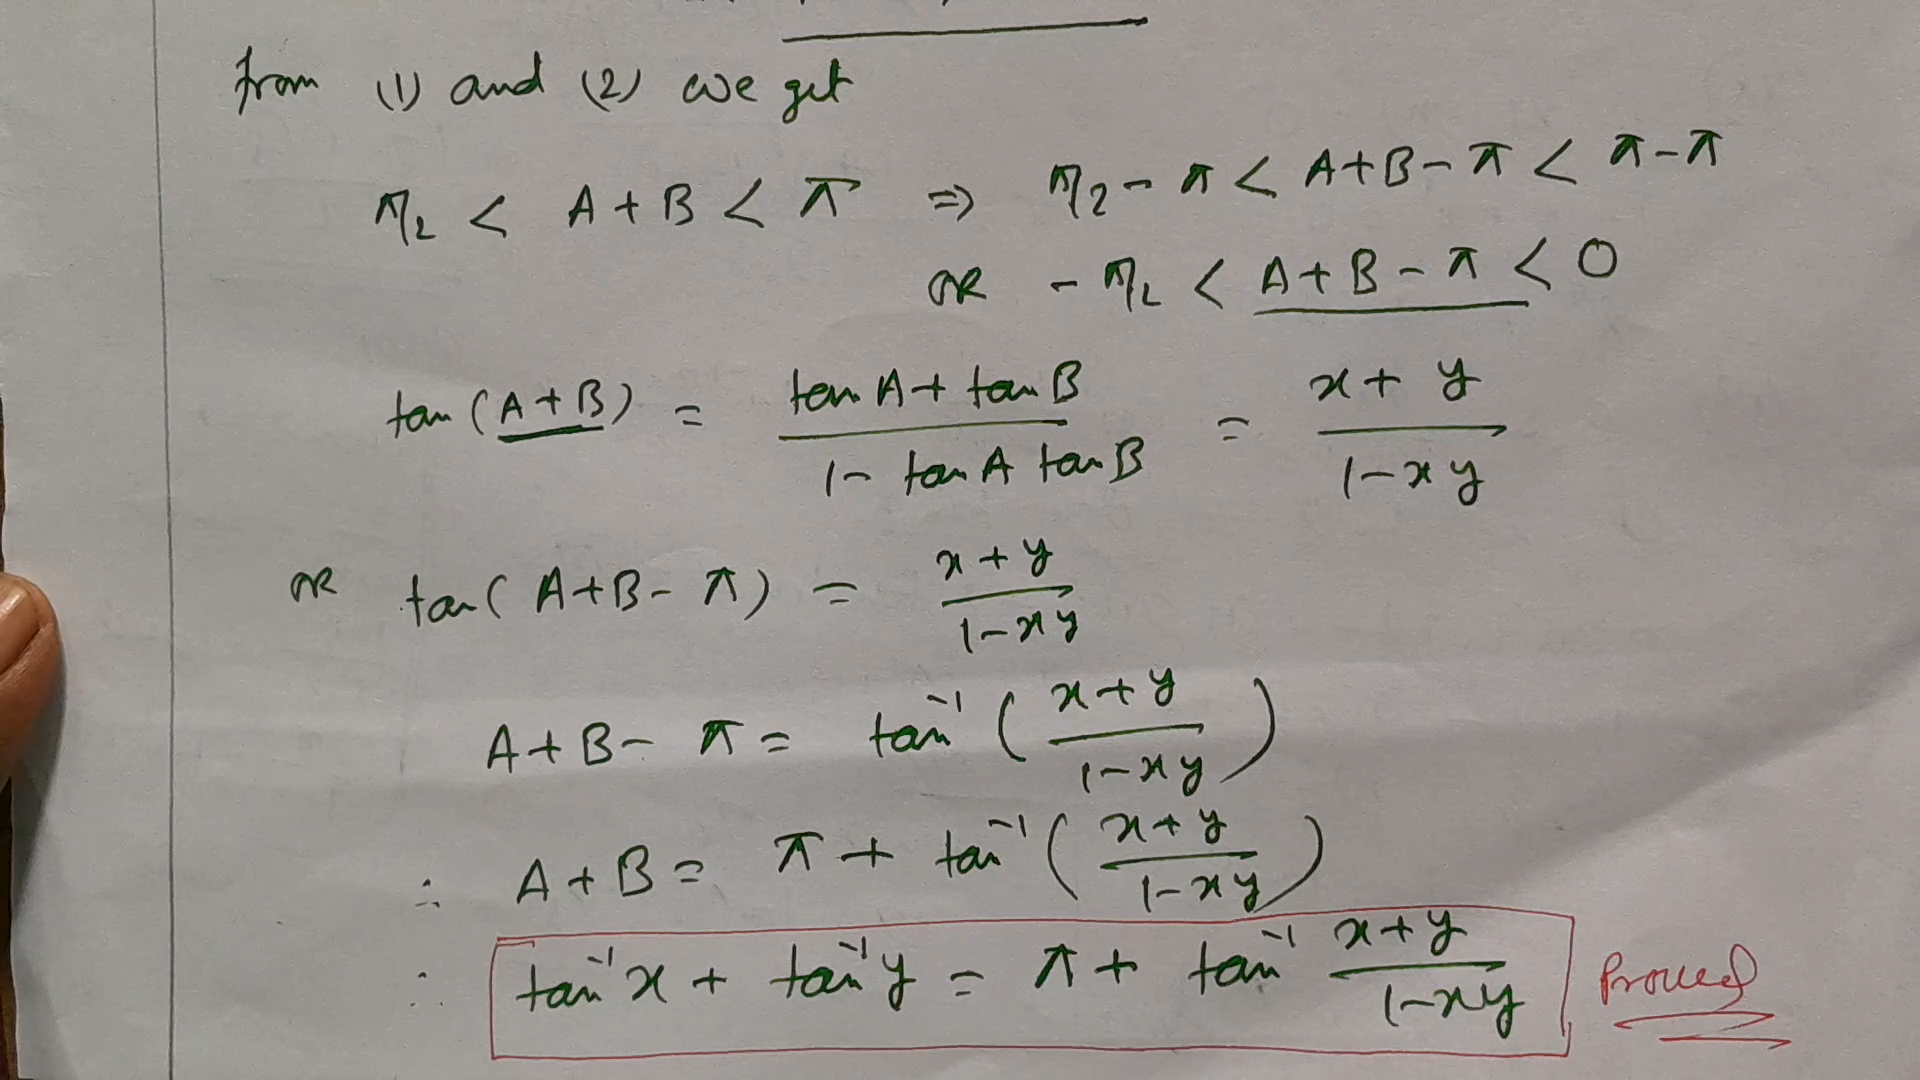 from (1) and (2) we get
π/2 < A + B < π ⇒ π/2 - π < A+B-π < π-π
OR - π/2 < A+B-π < 0
tan (A+B) = (tan A + tan B)/(1- tan A tan B) = (x+y)/(1-xy)
OR tan( A+B-π) = (x+y)/(1-xy)
A+B-π = tan⁻¹ ((x+y)/(1-xy))
∴ A+B = π + tan⁻¹ ((x+y)/(1-xy))
∴ tan⁻¹x + tan⁻¹y = π + tan⁻¹ (x+y)/(1-xy) Proved